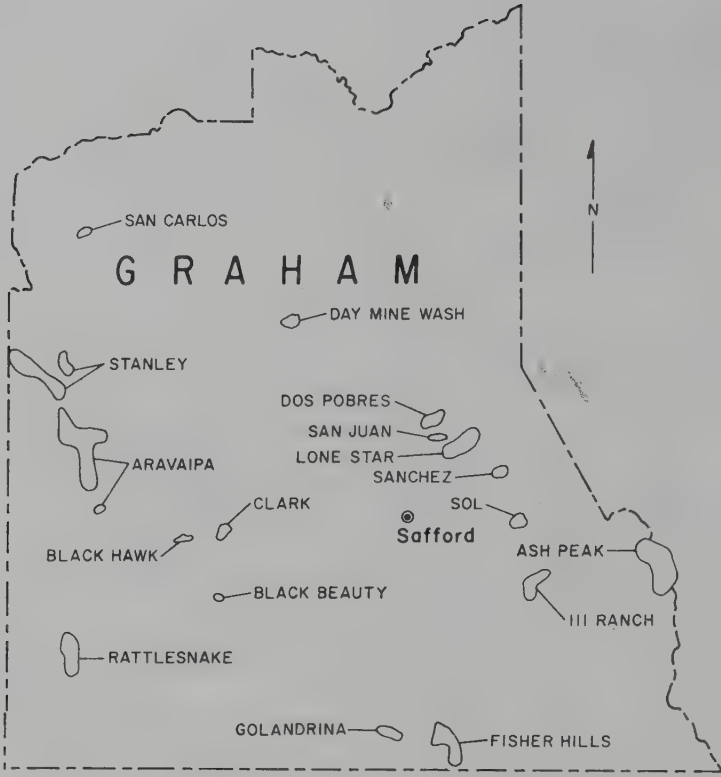 SAN CARLOS
N
GRAHAM
DAY MINE WASH
STANLEY
DOS POBRES
SAN JUAN
LONE STAR
ARAVAIPA
SANCHEZ
CLARK
SOL
Safford
BLACK HAWK
ASH PEAK
BLACK BEAUTY
III RANCH
RATTLESNAKE
GOLANDRINA
FISHER HILLS